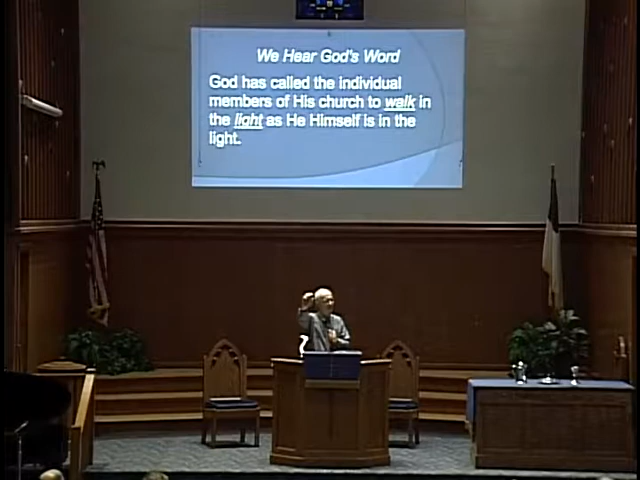 We Hear God's Word
God has called the individual
members of His church to walk in
the light as He Himself is in the
light.